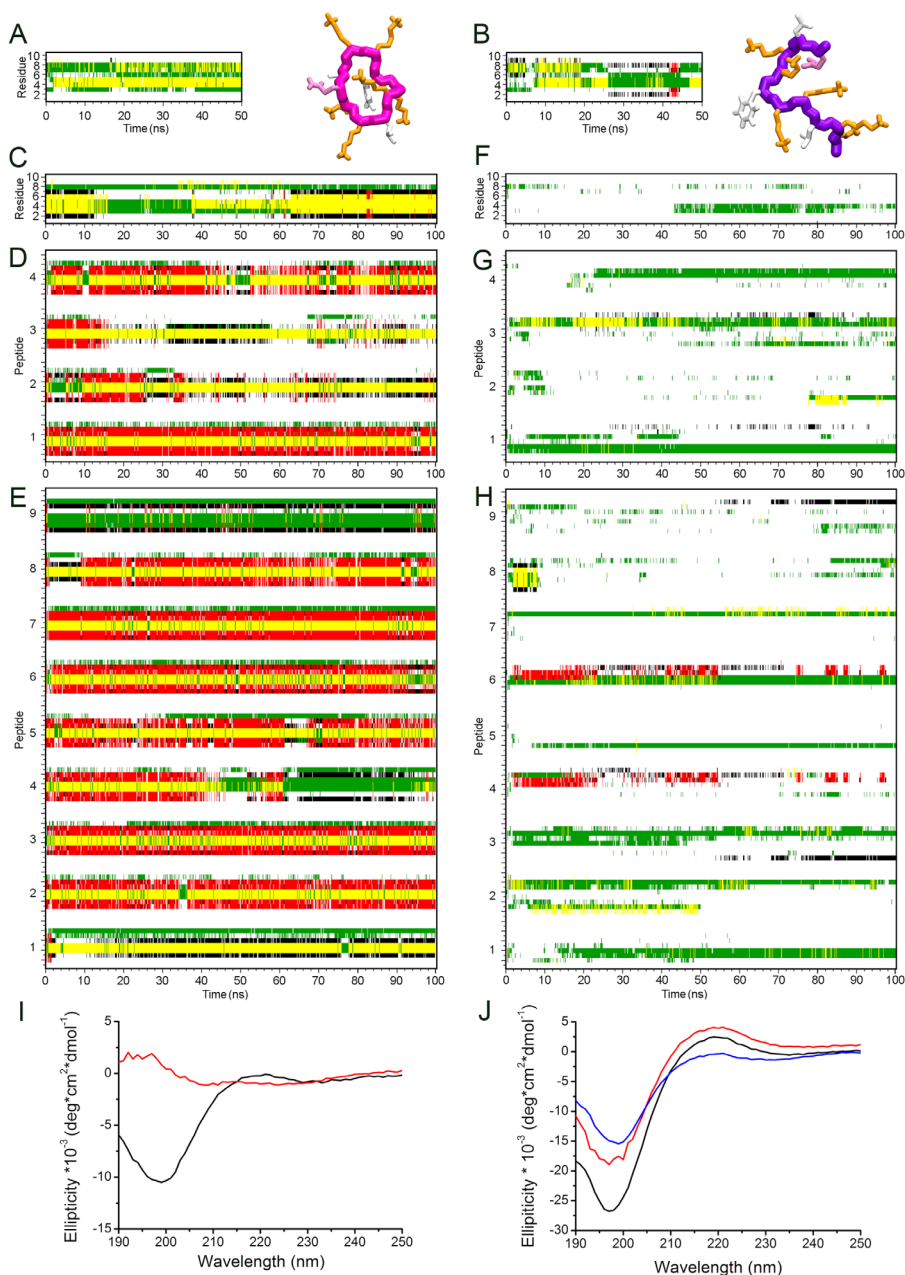 A
B
10
8
6
4
2
Residue
0 10 20 30 40 50
Time (ns)
10
8
6
4
2
Residue
0 10 20 30 40 50
Time (ns)
C
F
10
8
6
4
2
Residue
0 10 20 30 40 50 60 70 80 90 100
10
8
6
4
2
Residue
0 10 20 30 40 50 60 70 80 90 100
D
G
4
3
2
1
Peptide
0 10 20 30 40 50 60 70 80 90 100
4
3
2
1
Peptide
0 10 20 30 40 50 60 70 80 90 100
E
H
9
8
7
6
5
4
3
2
1
Peptide
0 10 20 30 40 50 60 70 80 90 100
Time (ns)
9
8
7
6
5
4
3
2
1
Peptide
0 10 20 30 40 50 60 70 80 90 100
Time (ns)
I
J
5
0
-5
-10
-15
Ellipticity *10⁻³ (deg*cm²*dmol⁻¹)
190 200 210 220 230 240 250
Wavelength (nm)
5
0
-5
-10
-15
-20
-25
-30
Ellipiticity * 10⁻³ (deg*cm²*dmol⁻¹)
190 200 210 220 230 240 250
Wavelength (nm)